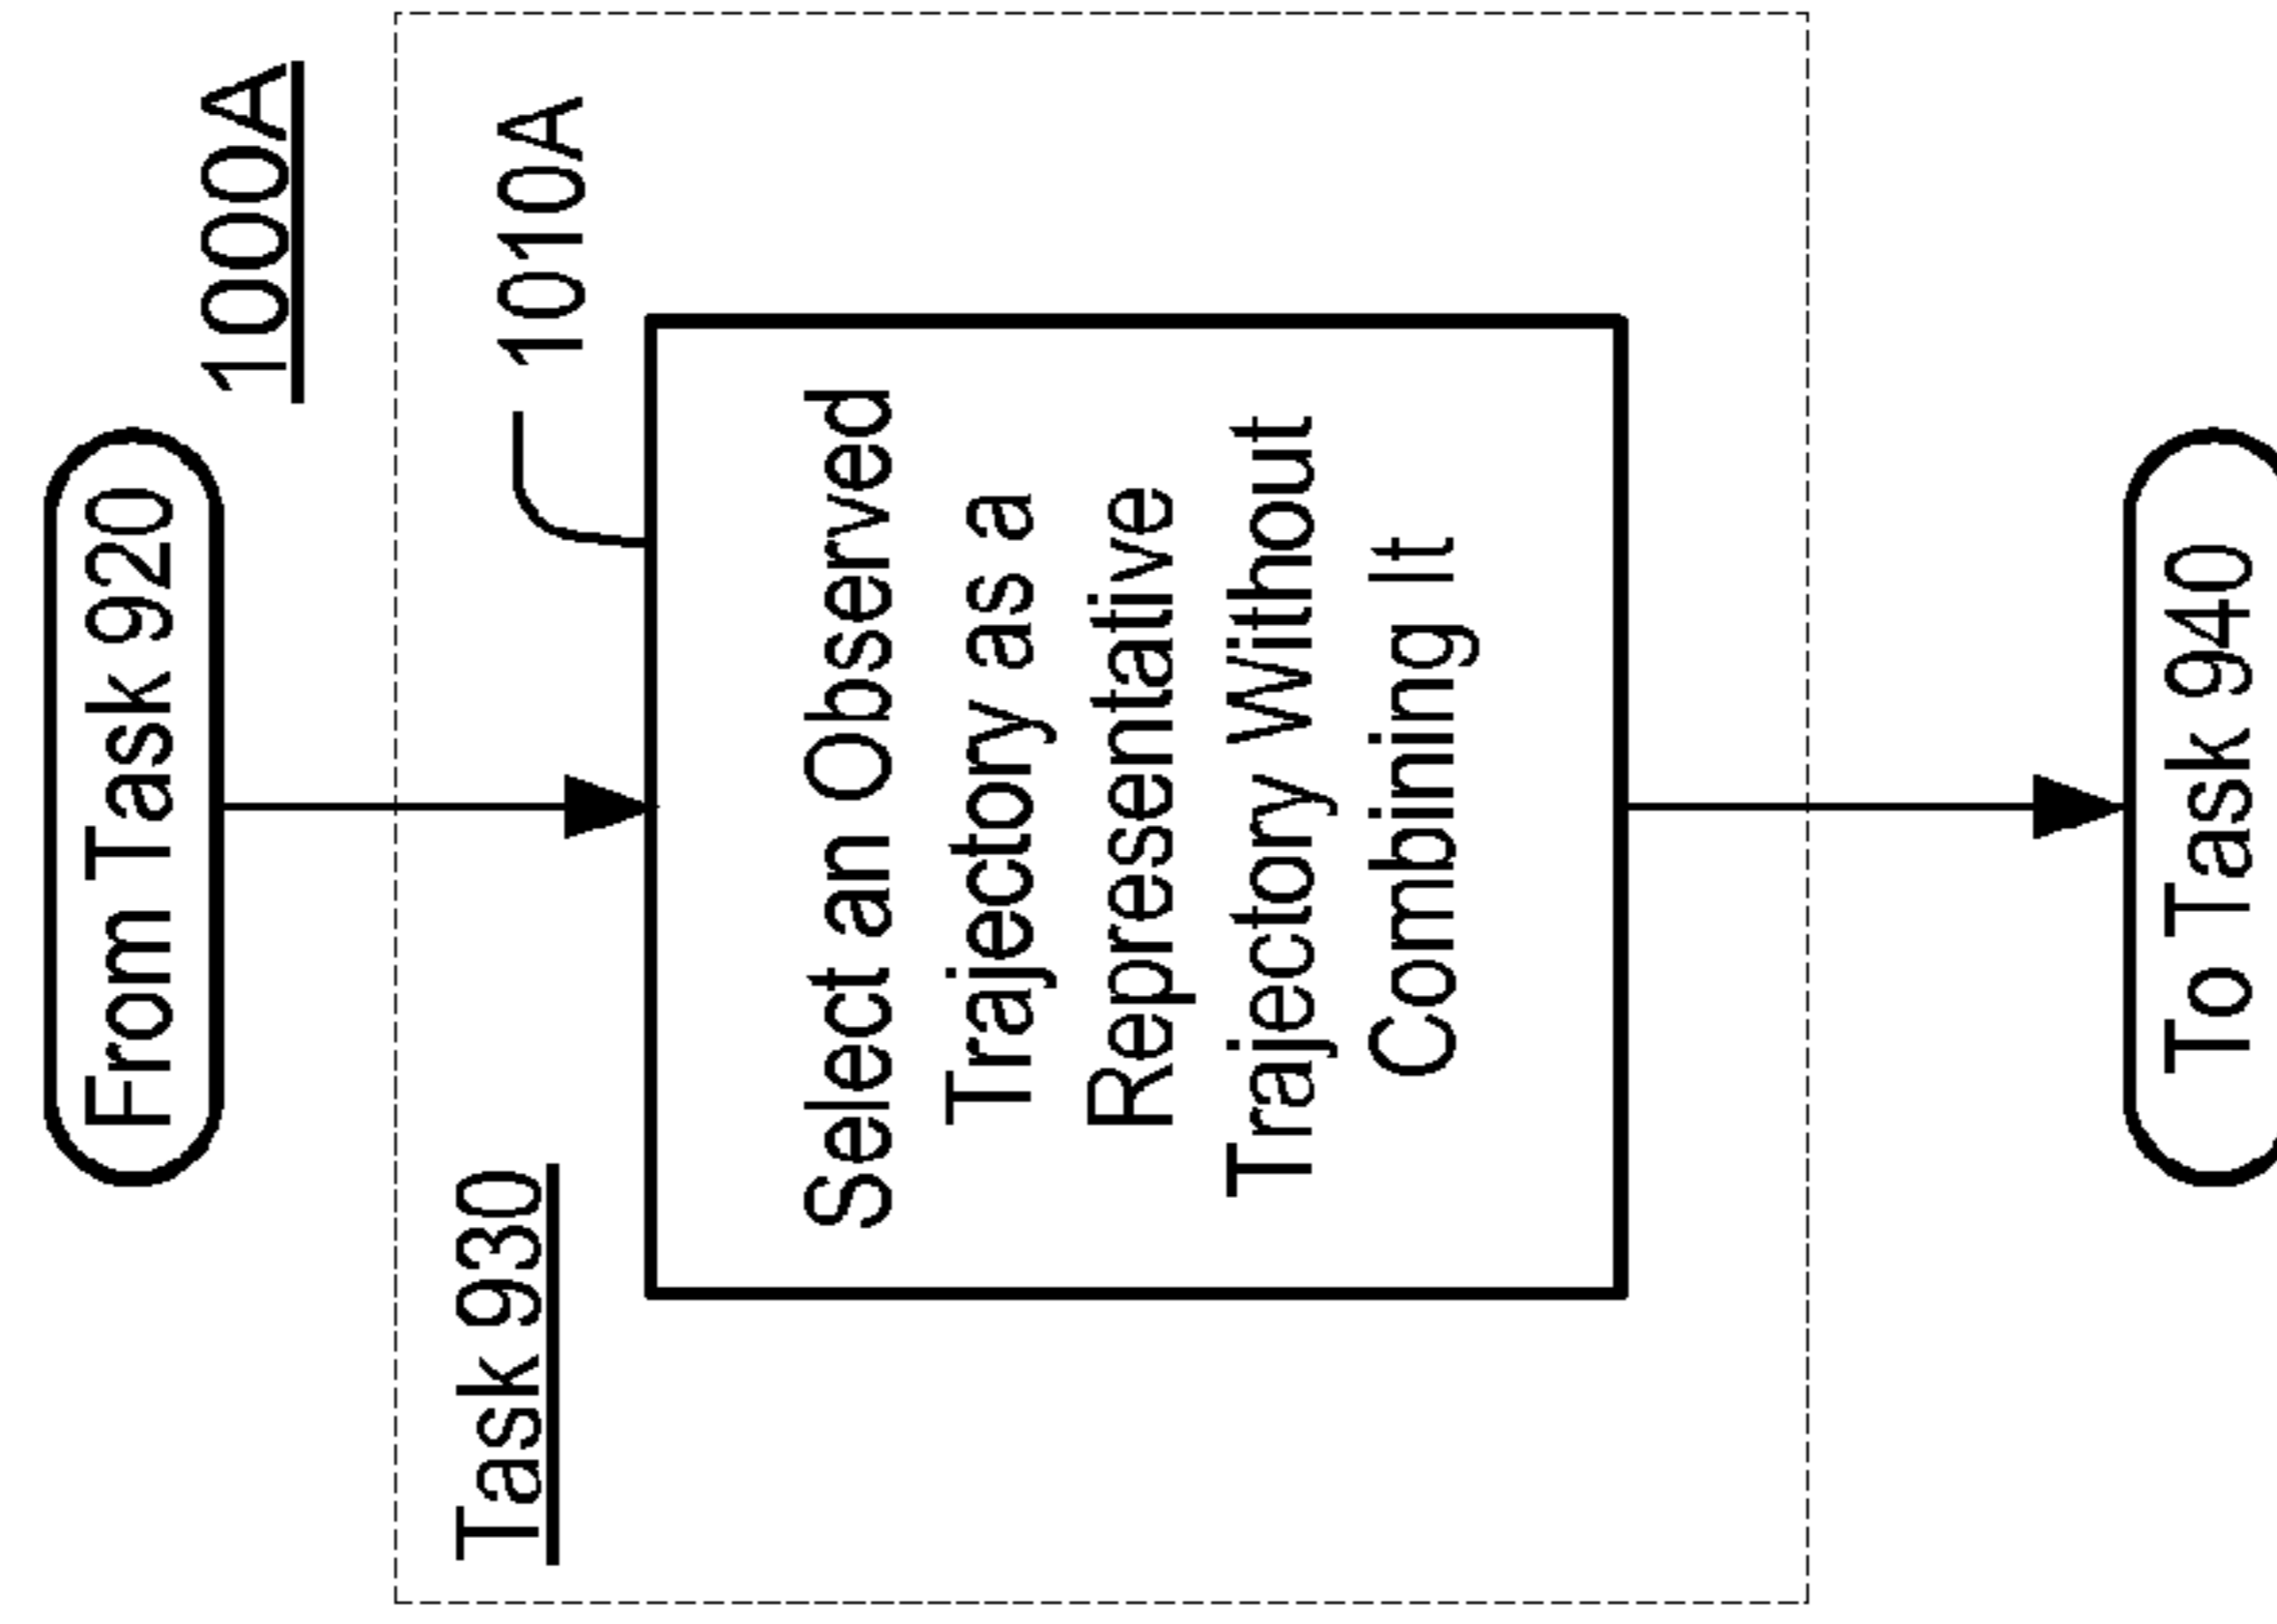 From Task 920
1000A
Task 930
1010A
Select an Observed
Trajectory as a
Representative
Trajectory Without
Combining It
To Task 940